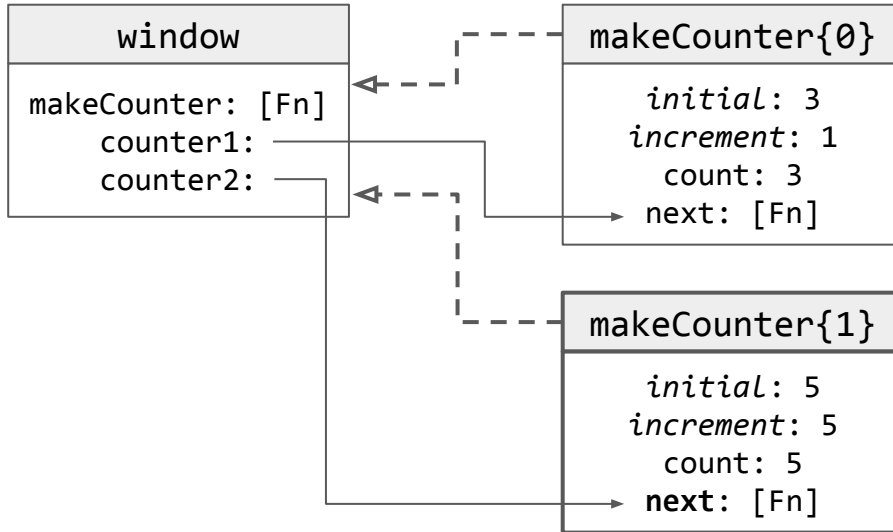 window
makeCounter: [Fn]
counter1:
counter2:
makeCounter{0}
initial: 3
increment: 1
count: 3
next: [Fn]
makeCounter{1}
initial: 5
increment: 5
count: 5
next: [Fn]